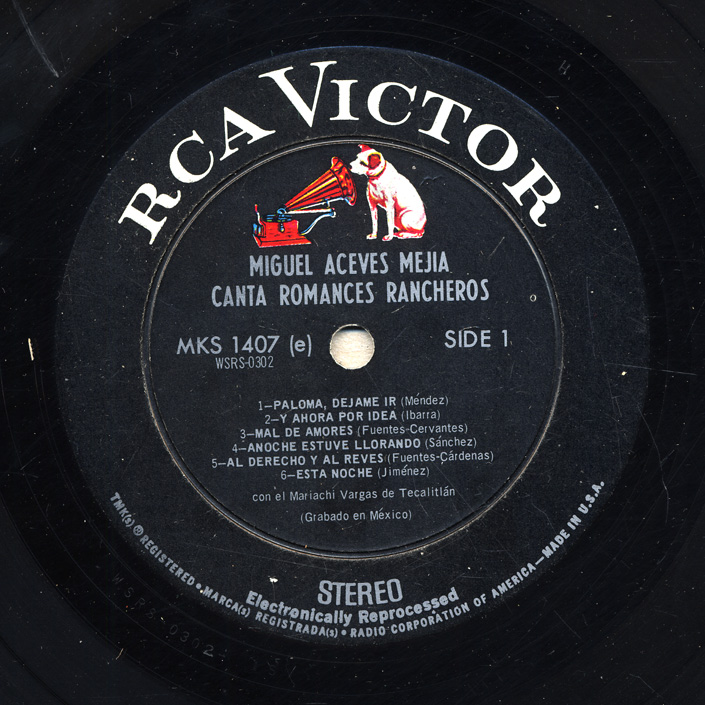 RCA VICTOR
MIGUEL ACEVES MEJIA
CANTA ROMANCES RANCHEROS
MKS 1407 (e)
SIDE 1
WSRS-0302
1—PALOMA, DEJAME IR (Méndez)
2—Y AHORA POR IDEA (Ibarra)
3—MAL DE AMORES (Fuentes-Cervantes)
4—ANOCHE ESTUVE LLORANDO (Sánchez)
5—AL DERECHO Y AL REVES (Fuentes-Cárdenas)
6—ESTA NOCHE (Jiménez)
con el Mariachi Vargas de Tecalitlán
(Grabado en México)
STEREO
Electronically Reprocessed
TMK(s) ® REGISTERED • MARCA(s) REGISTRADA(s) • RADIO CORPORATION OF AMERICA—MADE IN U.S.A.